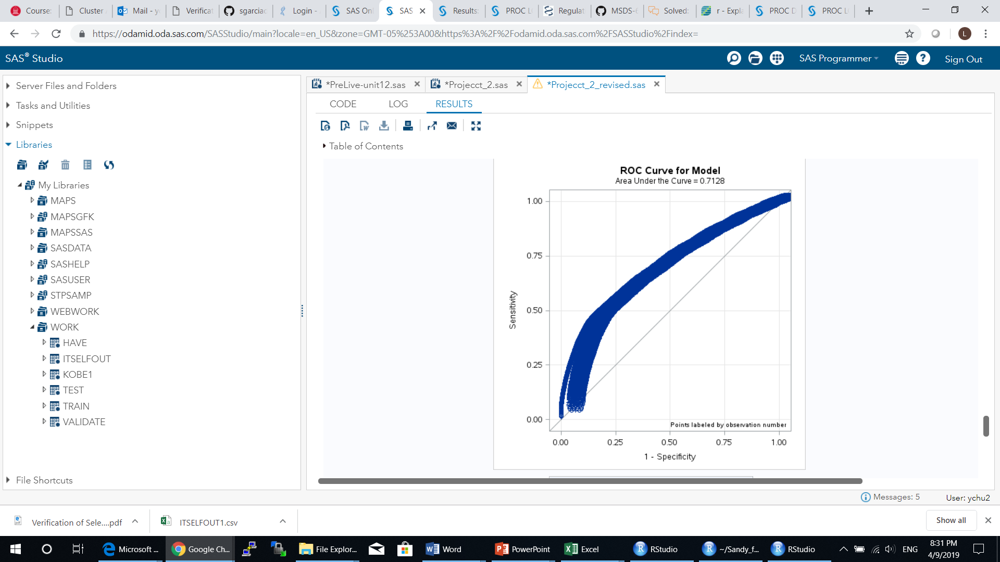 Course:
Cluster
Mail - y
Verificat
sgarciac
Login -
SAS Onl
SAS
Results:
PROC L
Regulat
MSDS-6
Solved:
r - Expla
PROC D
PROC L
https://odamid.oda.sas.com/SASStudio/main?locale=en_US&zone=GMT-05%253A00&https%3A%2F%2Fodamid.oda.sas.com%2FSASStudio%2Findex=
L
SAS® Studio
SAS Programmer
Sign Out
Server Files and Folders
Tasks and Utilities
Snippets
Libraries
My Libraries
MAPS
MAPSGFK
MAPSSAS
SASDATA
SASHELP
SASUSER
STPSAMP
WEBWORK
WORK
HAVE
ITSELFOUT
KOBE1
TEST
TRAIN
VALIDATE
File Shortcuts
*PreLive-unit12.sas
*Projecct_2.sas
*Projecct_2_revised.sas
CODE LOG RESULTS
Table of Contents
ROC Curve for Model
Area Under the Curve = 0.7128
1.00
0.75
0.50
0.25
0.00
Sensitivity
Points labeled by observation number
0.00 0.25 0.50 0.75 1.00
1 - Specificity
Messages: 5
User: ychu2
Verification of Sele....pdf
ITSELFOUT1.csv
Show all
Microsoft ...
Google Ch...
File Explor...
Word
PowerPoint
Excel
RStudio
~/Sandy_f...
RStudio
ENG
8:31 PM
4/9/2019